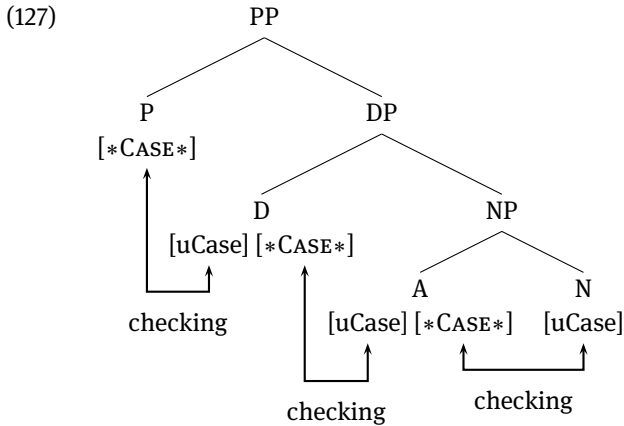 (127) PP
P DP
[∗CASE∗]
D NP
[uCase] [∗CASE∗]
A N
checking [uCase] [∗CASE∗] [uCase]
checking
checking